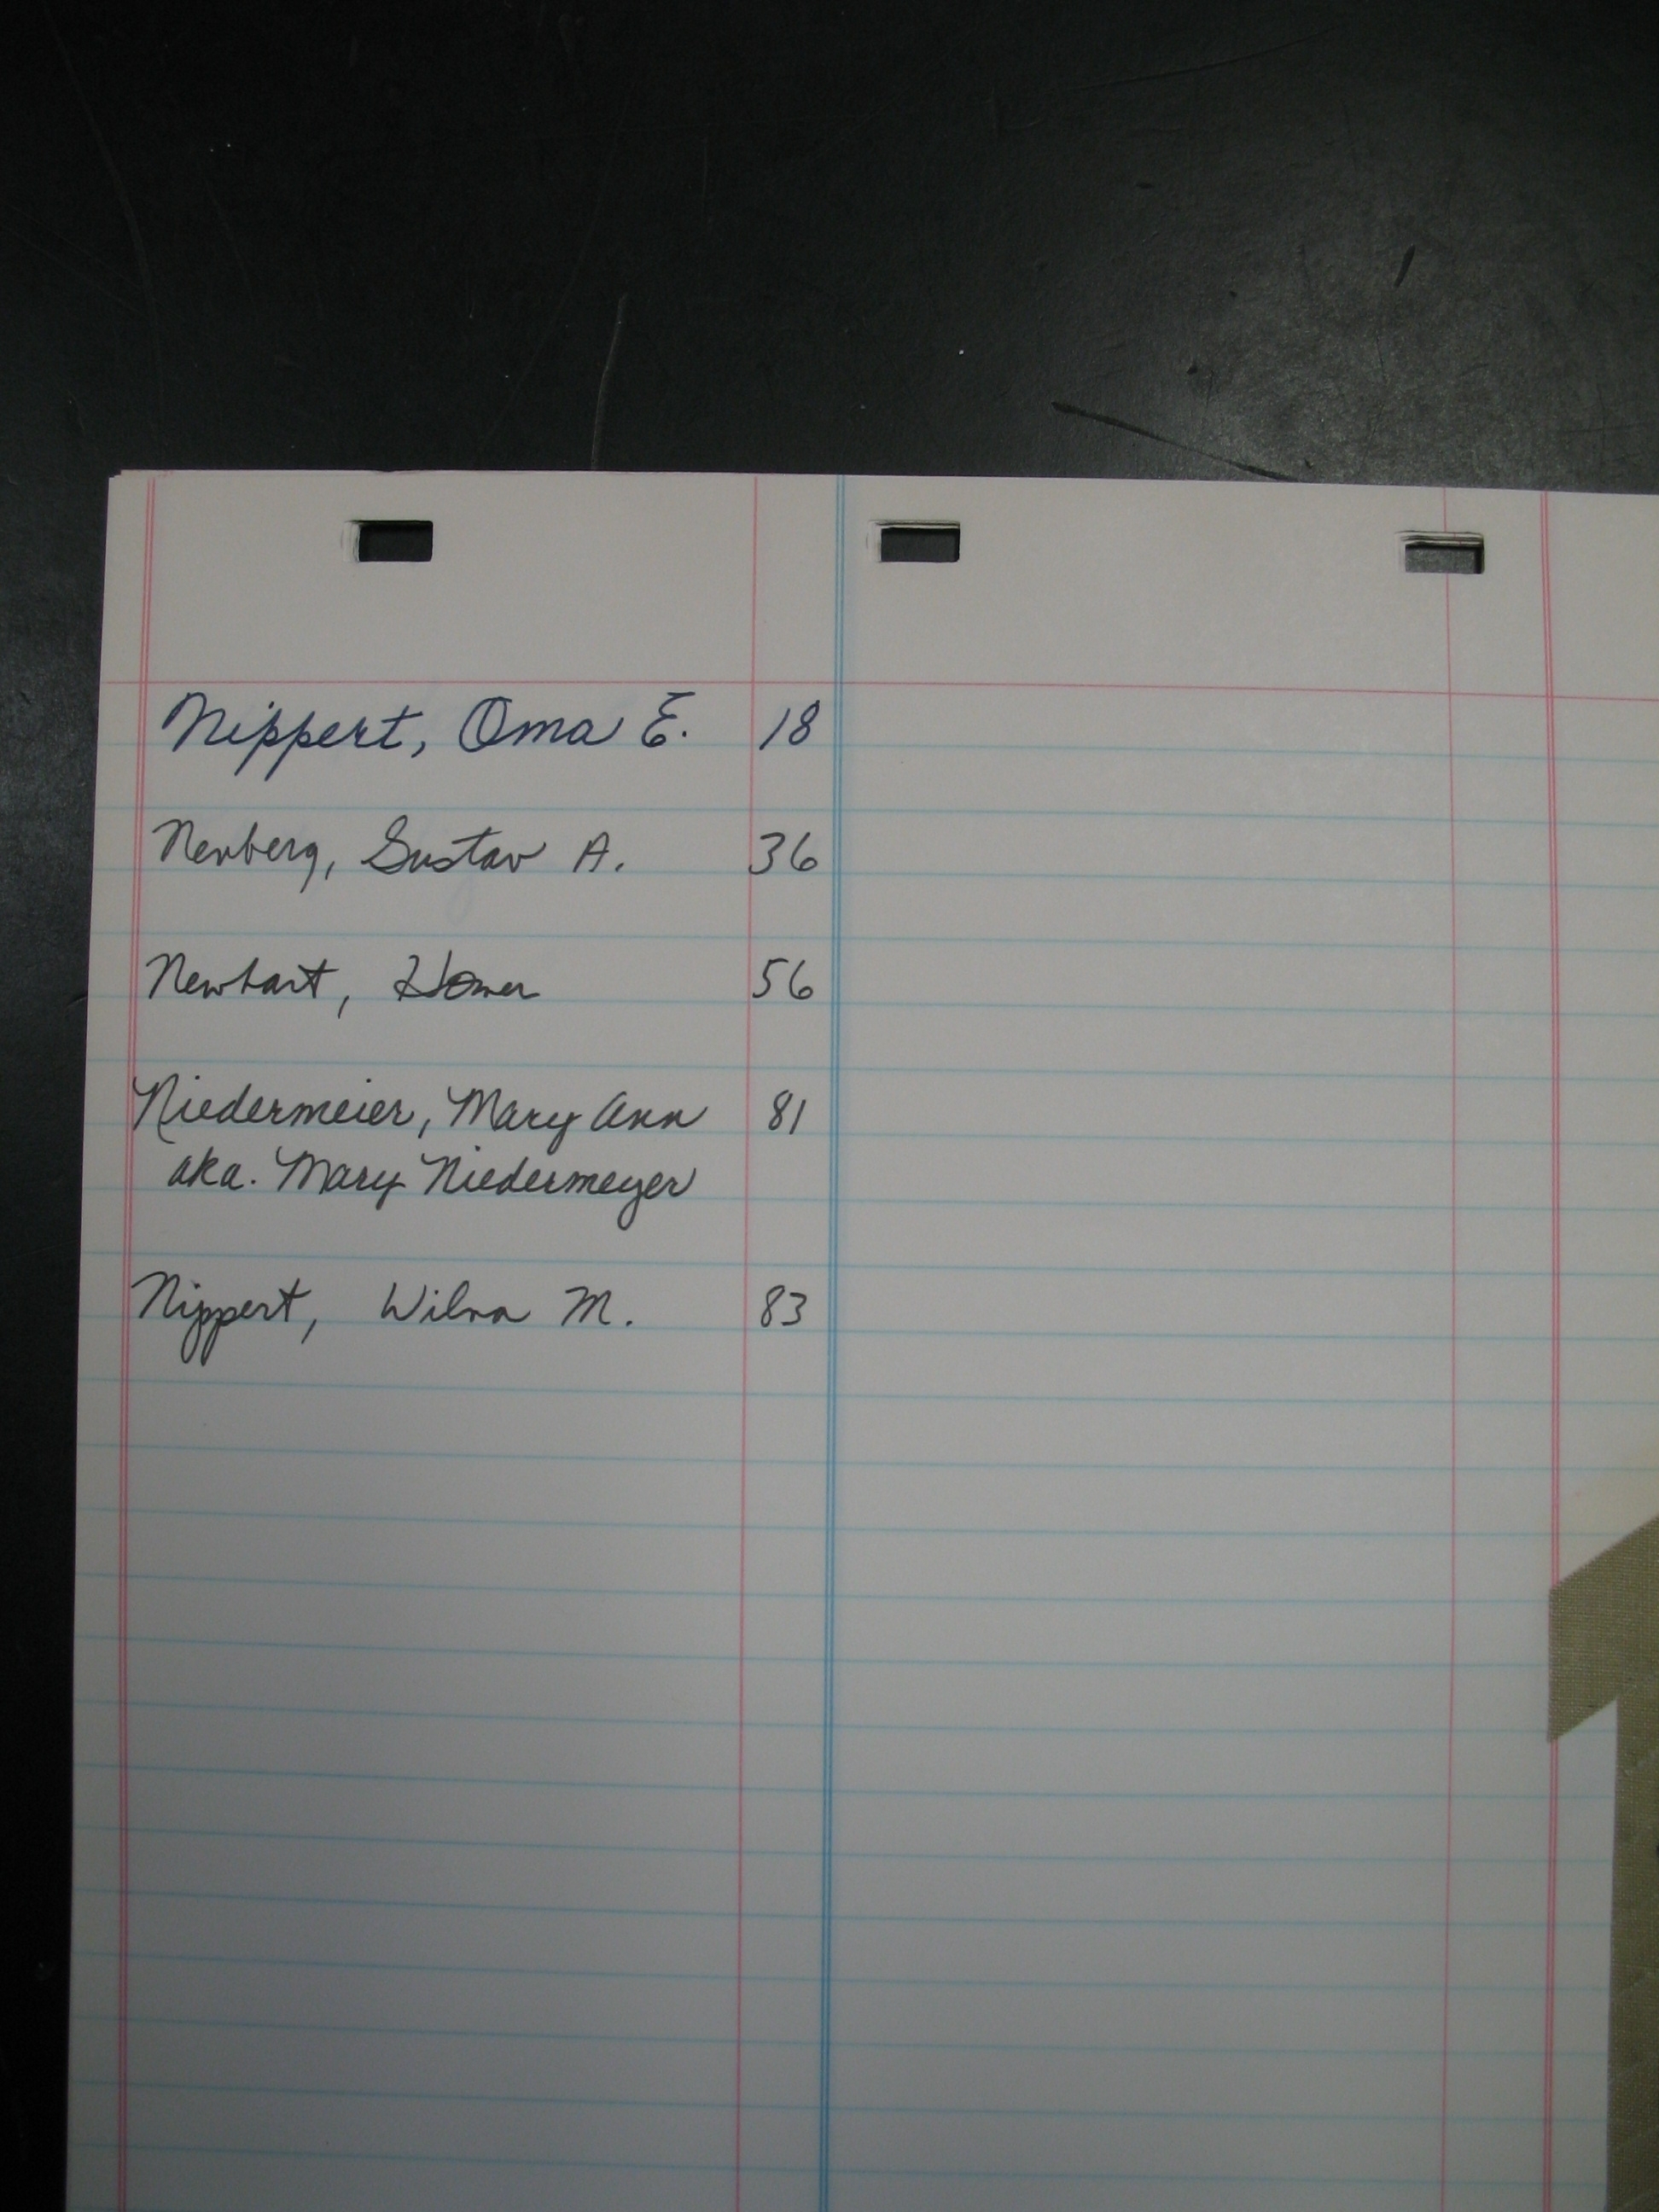 Nippert, Oma E. 18
Newberg, Gustav A. 36
Newhart, Homer 56
Niedermeier, Mary Ann 81
aka. Mary Niedermeyer
Nippert, Wilma M. 83